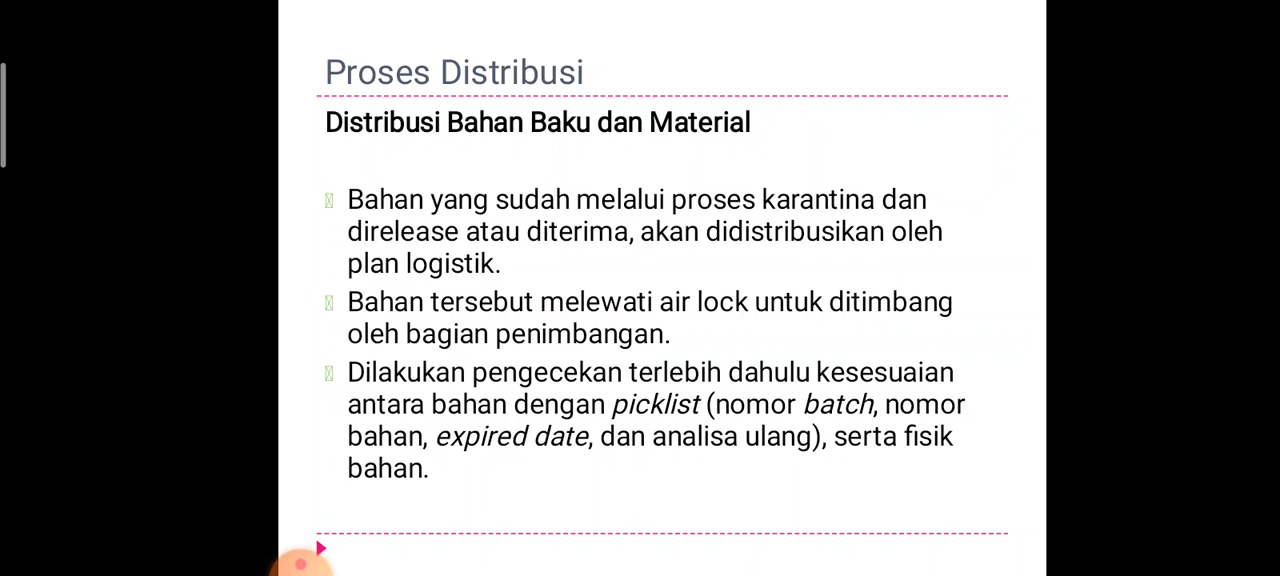 Proses Distribusi
Distribusi Bahan Baku dan Material
Bahan yang sudah melalui proses karantina dan
direlease atau diterima, akan didistribusikan oleh
plan logistik.
Bahan tersebut melewati air lock untuk ditimbang
oleh bagian penimbangan.
Dilakukan pengecekan terlebih dahulu kesesuaian
antara bahan dengan picklist (nomor batch, nomor
bahan, expired date, dan analisa ulang), serta fisik
bahan.